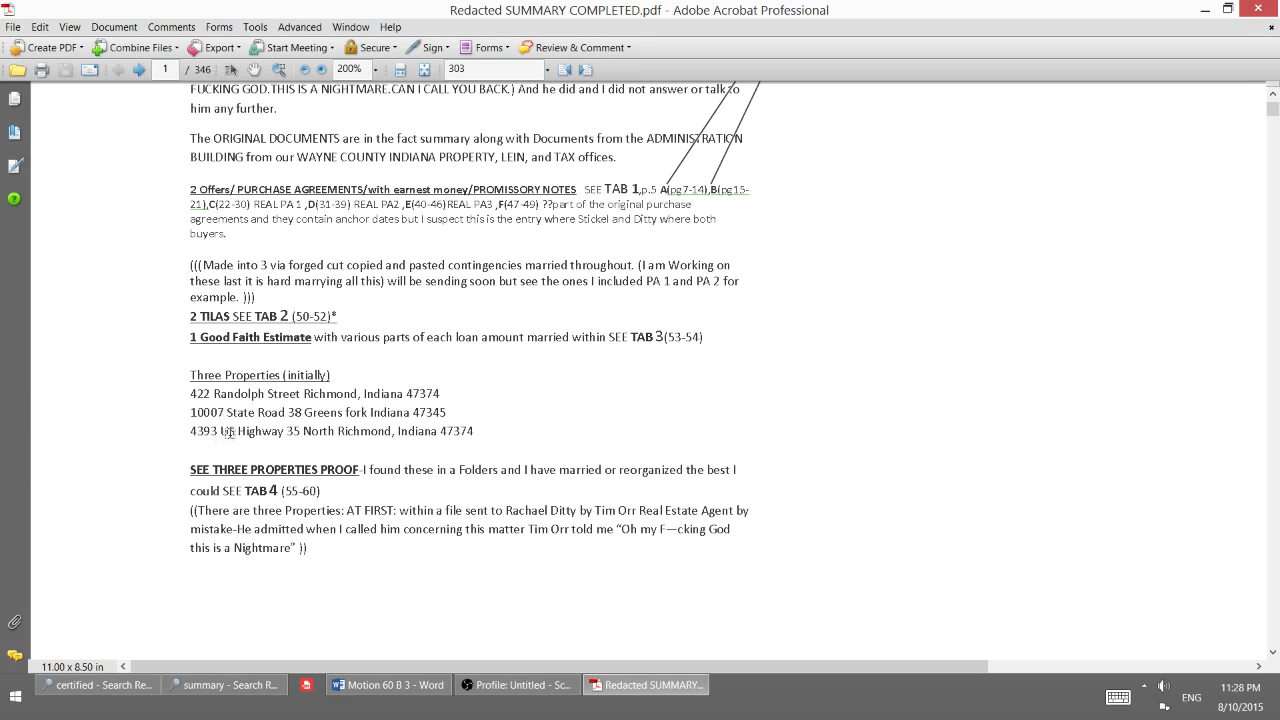 Redacted SUMMARY COMPLETED.pdf - Adobe Acrobat Professional
File Edit View Document Comments Forms Tools Advanced Window Help
Create PDF Combine Files Export Start Meeting Secure Sign Forms Review & Comment
1 / 346 200% 303
FUCKING GOD.THIS IS A NIGHTMARE.CAN I CALL YOU BACK.) And he did and I did not answer or talk to
him any further.
The ORIGINAL DOCUMENTS are in the fact summary along with Documents from the ADMINISTRATION
BUILDING from our WAYNE COUNTY INDIANA PROPERTY, LEIN, and TAX offices.
2 Offers/ PURCHASE AGREEMENTS/with earnest money/PROMISSORY NOTES SEE TAB 1,p.5 A(pg7-14),B(pg15-
21),C(22-30) REAL PA 1 ,D(31-39) REAL PA2 ,E(40-46)REAL PA3 ,F(47-49) ??part of the original purchase
agreements and they contain anchor dates but I suspect this is the entry where Stickel and Ditty where both
buyers.
(((Made into 3 via forged cut copied and pasted contingencies married throughout. (I am Working on
these last it is hard marrying all this) will be sending soon but see the ones I included PA 1 and PA 2 for
example. )))
2 TILAS SEE TAB 2 (50-52)*
1 Good Faith Estimate with various parts of each loan amount married within SEE TAB 3(53-54)
Three Properties (initially)
422 Randolph Street Richmond, Indiana 47374
10007 State Road 38 Greens fork Indiana 47345
4393 US Highway 35 North Richmond, Indiana 47374
SEE THREE PROPERTIES PROOF-I found these in a Folders and I have married or reorganized the best I
could SEE TAB 4 (55-60)
((There are three Properties: AT FIRST: within a file sent to Rachael Ditty by Tim Orr Real Estate Agent by
mistake-He admitted when I called him concerning this matter Tim Orr told me “Oh my F—cking God
this is a Nightmare” ))
11.00 x 8.50 in
certified - Search Re... summary - Search R... Motion 60 B 3 - Word Profile: Untitled - Sc... Redacted SUMMARY... ENG 11:28 PM
8/10/2015